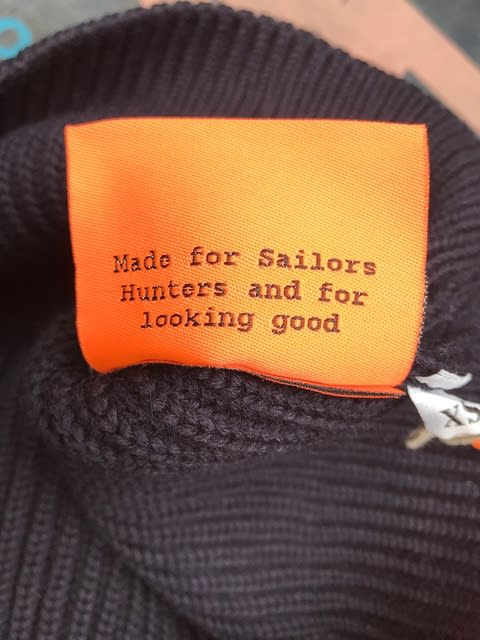 Made for Sailors
Hunters and for
looking good